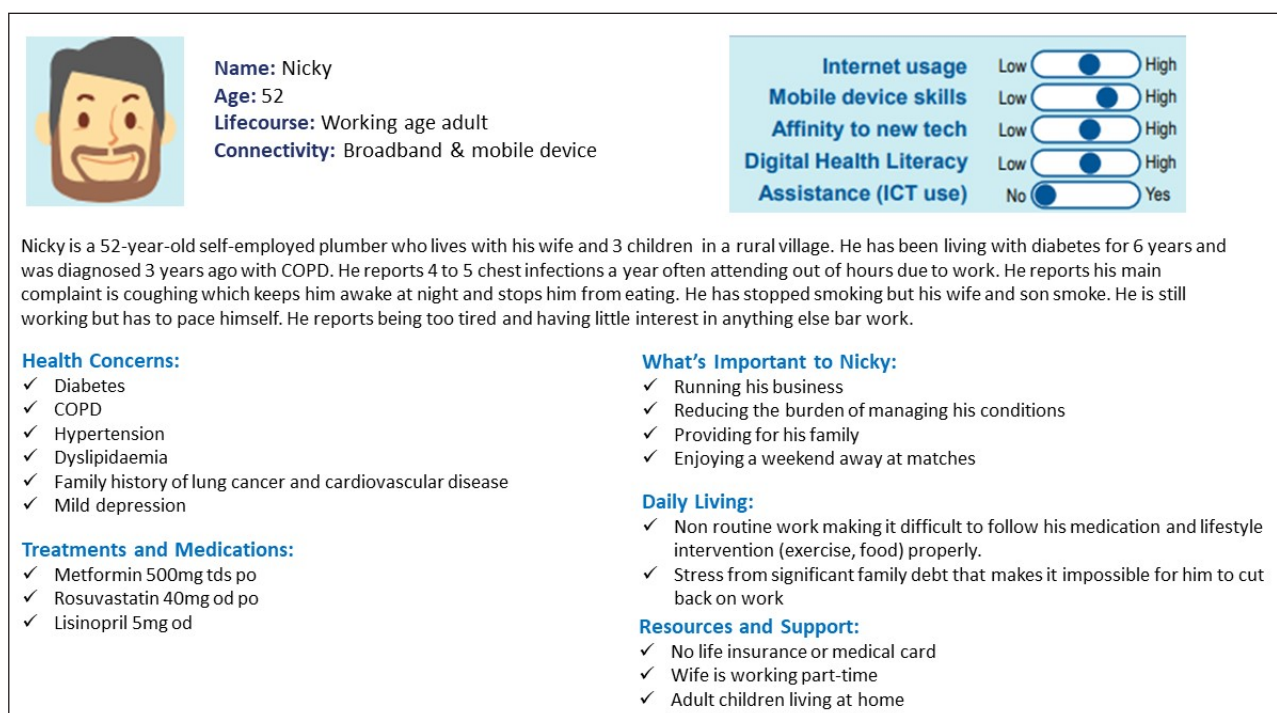 Name: Nicky
Age: 52
Lifecourse: Working age adult
Connectivity: Broadband & mobile device
Internet usage Low High
Mobile device skills Low High
Affinity to new tech Low High
Digital Health Literacy Low High
Assistance (ICT use) No Yes
Nicky is a 52-year-old self-employed plumber who lives with his wife and 3 children in a rural village. He has been living with diabetes for 6 years and
was diagnosed 3 years ago with COPD. He reports 4 to 5 chest infections a year often attending out of hours due to work. He reports his main
complaint is coughing which keeps him awake at night and stops him from eating. He has stopped smoking but his wife and son smoke. He is still
working but has to pace himself. He reports being too tired and having little interest in anything else bar work.
Health Concerns:
✓ Diabetes
✓ COPD
✓ Hypertension
✓ Dyslipidaemia
✓ Family history of lung cancer and cardiovascular disease
✓ Mild depression
Treatments and Medications:
✓ Metformin 500mg tds po
✓ Rosuvastatin 40mg od po
✓ Lisinopril 5mg od
What's Important to Nicky:
✓ Running his business
✓ Reducing the burden of managing his conditions
✓ Providing for his family
✓ Enjoying a weekend away at matches
Daily Living:
✓ Non routine work making it difficult to follow his medication and lifestyle
intervention (exercise, food) properly.
✓ Stress from significant family debt that makes it impossible for him to cut
back on work
Resources and Support:
✓ No life insurance or medical card
✓ Wife is working part-time
✓ Adult children living at home